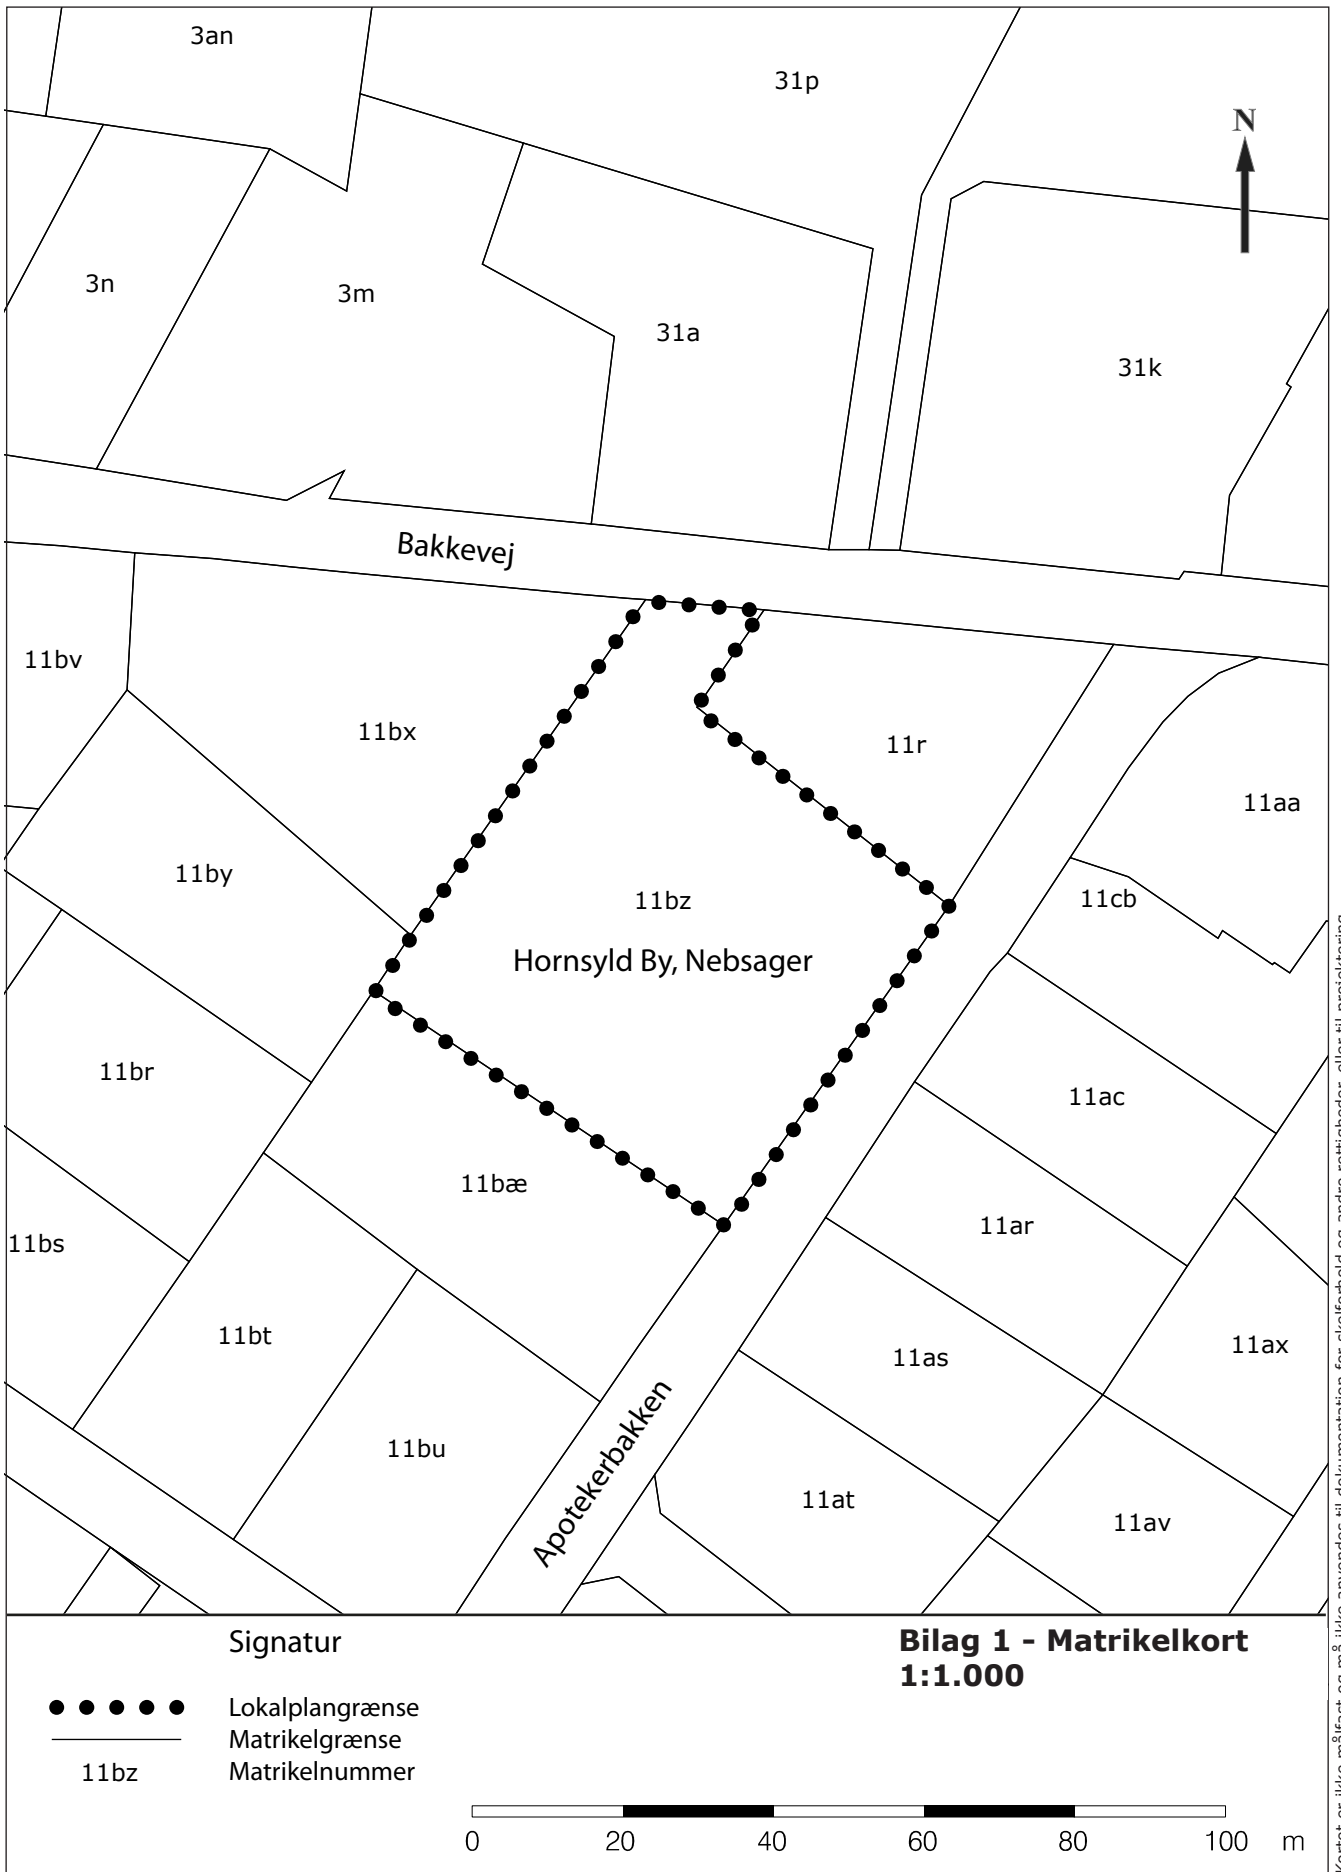 3an
31p
N
3n
3m
31a
31k
Bakkevej
11bv
11bx
11r
11aa
11by
11cb
11bz
Hornsyld By, Nebsager
11br
11ac
11bæ
11ar
11bs
11bt
11as
11ax
11bu
Apotekerbakken
11at
11av
Signatur
Bilag 1 - Matrikelkort
1:1.000
Lokalplangrænse
Matrikelgrænse
11bz
Matrikelnummer
0 20 40 60 80 100 m